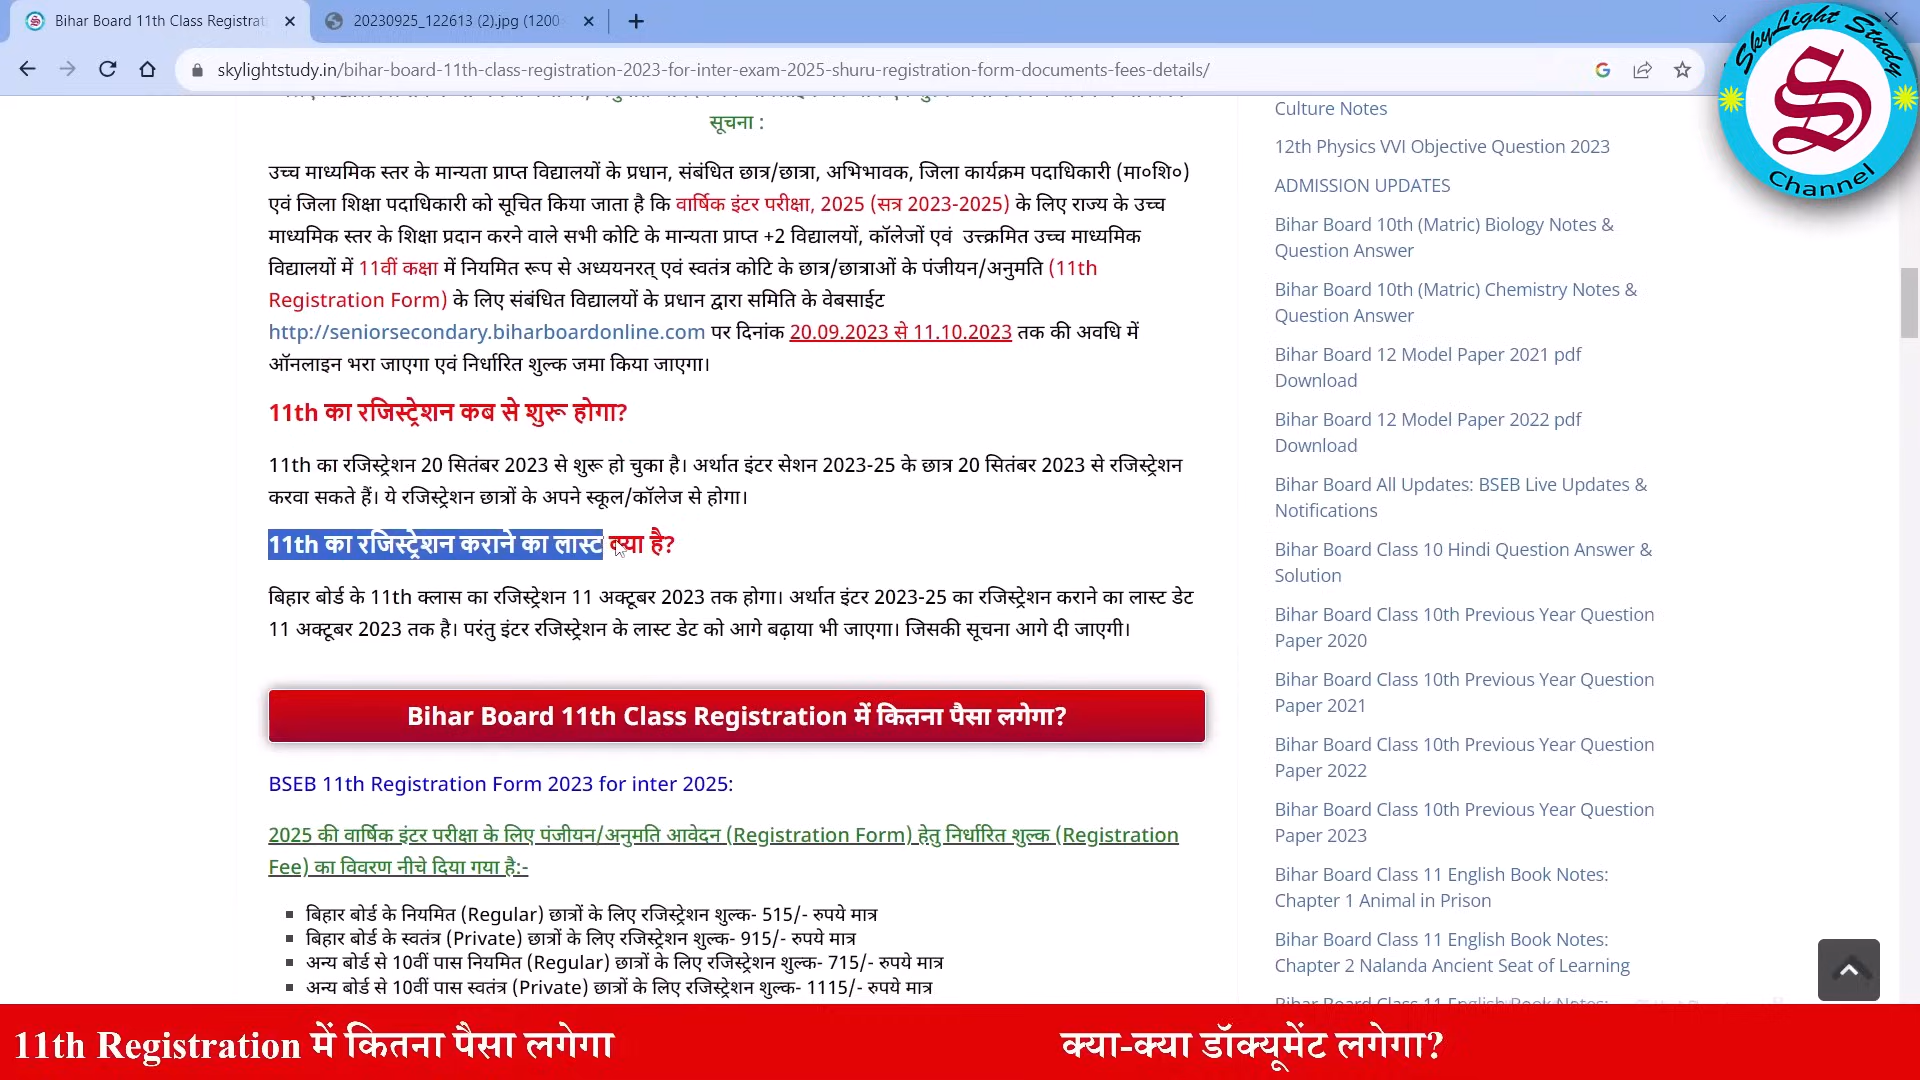 Bihar Board 11th Class Registrat
20230925_122613 (2).jpg (1200
skylightstudy.in/bihar-board-11th-class-registration-2023-for-inter-exam-2025-shuru-registration-form-documents-fees-details/
SkyLight Study
S
Channel
सूचना :
उच्च माध्यमिक स्तर के मान्यता प्राप्त विद्यालयों के प्रधान, संबंधित छात्र/छात्रा, अभिभावक, जिला कार्यक्रम पदाधिकारी (मा०शि०)
एवं जिला शिक्षा पदाधिकारी को सूचित किया जाता है कि वार्षिक इंटर परीक्षा, 2025 (सत्र 2023-2025) के लिए राज्य के उच्च
माध्यमिक स्तर के शिक्षा प्रदान करने वाले सभी कोटि के मान्यता प्राप्त +2 विद्यालयों, कॉलेजों एवं उत्क्रमित उच्च माध्यमिक
विद्यालयों में 11वीं कक्षा में नियमित रूप से अध्ययनरत् एवं स्वतंत्र कोटि के छात्र/छात्राओं के पंजीयन/अनुमति (11th
Registration Form) के लिए संबंधित विद्यालयों के प्रधान द्वारा समिति के वेबसाईट
http://seniorsecondary.biharboardonline.com पर दिनांक 20.09.2023 से 11.10.2023 तक की अवधि में
ऑनलाइन भरा जाएगा एवं निर्धारित शुल्क जमा किया जाएगा।
11th का रजिस्ट्रेशन कब से शुरू होगा?
11th का रजिस्ट्रेशन 20 सितंबर 2023 से शुरू हो चुका है। अर्थात इंटर सेशन 2023-25 के छात्र 20 सितंबर 2023 से रजिस्ट्रेशन
करवा सकते हैं। ये रजिस्ट्रेशन छात्रों के अपने स्कूल/कॉलेज से होगा।
11th का रजिस्ट्रेशन कराने का लास्ट क्या है?
बिहार बोर्ड के 11th क्लास का रजिस्ट्रेशन 11 अक्टूबर 2023 तक होगा। अर्थात इंटर 2023-25 का रजिस्ट्रेशन कराने का लास्ट डेट
11 अक्टूबर 2023 तक है। परंतु इंटर रजिस्ट्रेशन के लास्ट डेट को आगे बढ़ाया भी जाएगा। जिसकी सूचना आगे दी जाएगी।
Bihar Board 11th Class Registration में कितना पैसा लगेगा?
BSEB 11th Registration Form 2023 for inter 2025:
2025 की वार्षिक इंटर परीक्षा के लिए पंजीयन/अनुमति आवेदन (Registration Form) हेतु निर्धारित शुल्क (Registration
Fee) का विवरण नीचे दिया गया है:-
बिहार बोर्ड के नियमित (Regular) छात्रों के लिए रजिस्ट्रेशन शुल्क- 515/- रुपये मात्र
बिहार बोर्ड के स्वतंत्र (Private) छात्रों के लिए रजिस्ट्रेशन शुल्क- 915/- रुपये मात्र
अन्य बोर्ड से 10वीं पास नियमित (Regular) छात्रों के लिए रजिस्ट्रेशन शुल्क- 715/- रुपये मात्र
अन्य बोर्ड से 10वीं पास स्वतंत्र (Private) छात्रों के लिए रजिस्ट्रेशन शुल्क- 1115/- रुपये मात्र
Culture Notes
12th Physics VVI Objective Question 2023
ADMISSION UPDATES
Bihar Board 10th (Matric) Biology Notes &
Question Answer
Bihar Board 10th (Matric) Chemistry Notes &
Question Answer
Bihar Board 12 Model Paper 2021 pdf
Download
Bihar Board 12 Model Paper 2022 pdf
Download
Bihar Board All Updates: BSEB Live Updates &
Notifications
Bihar Board Class 10 Hindi Question Answer &
Solution
Bihar Board Class 10th Previous Year Question
Paper 2020
Bihar Board Class 10th Previous Year Question
Paper 2021
Bihar Board Class 10th Previous Year Question
Paper 2022
Bihar Board Class 10th Previous Year Question
Paper 2023
Bihar Board Class 11 English Book Notes:
Chapter 1 Animal in Prison
Bihar Board Class 11 English Book Notes:
Chapter 2 Nalanda Ancient Seat of Learning
Bihar Board Class 11 English Book Notes:
11th Registration में कितना पैसा लगेगा
क्या-क्या डॉक्यूमेंट लगेगा?